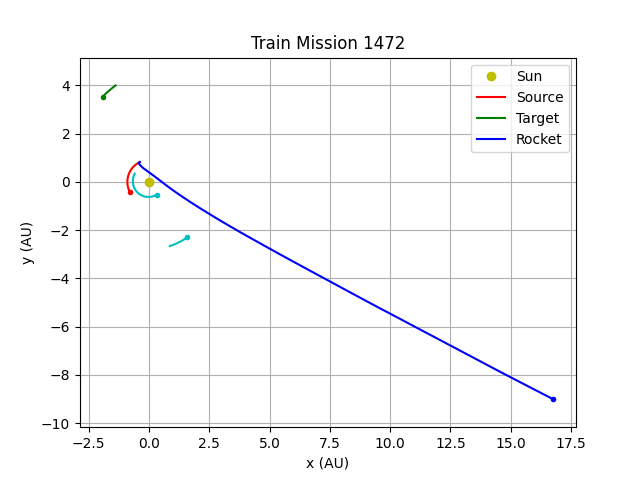 Train Mission 1472
Sun
Source
Target
Rocket
y (AU)
4
2
0
−2
−4
−6
−8
−10
−2.5 0.0 2.5 5.0 7.5 10.0 12.5 15.0 17.5
x (AU)